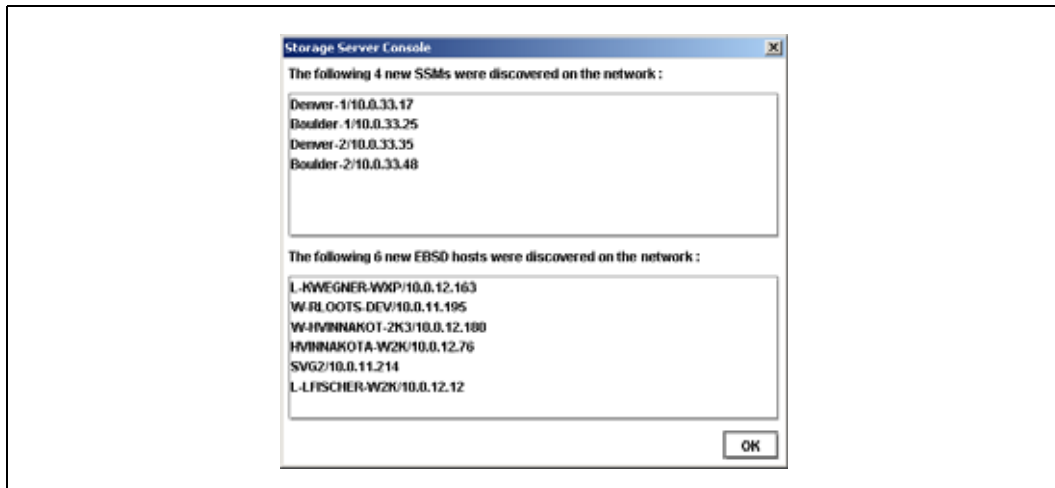 Storage Server Console
The following 4 new SSMs were discovered on the network :
Denver-1/10.0.33.17
Boulder-1/10.0.33.25
Denver-2/10.0.33.35
Boulder-2/10.0.33.48
The following 6 new EBSD hosts were discovered on the network :
L-KWEGNER-WXP/10.0.12.163
W-RLOOTS-DEV/10.0.11.195
W-HVINNAKOT-2K3/10.0.12.180
HVINNAKOTA-W2K/10.0.12.76
SVG2/10.0.11.214
L-LFISCHER-W2K/10.0.12.12
OK